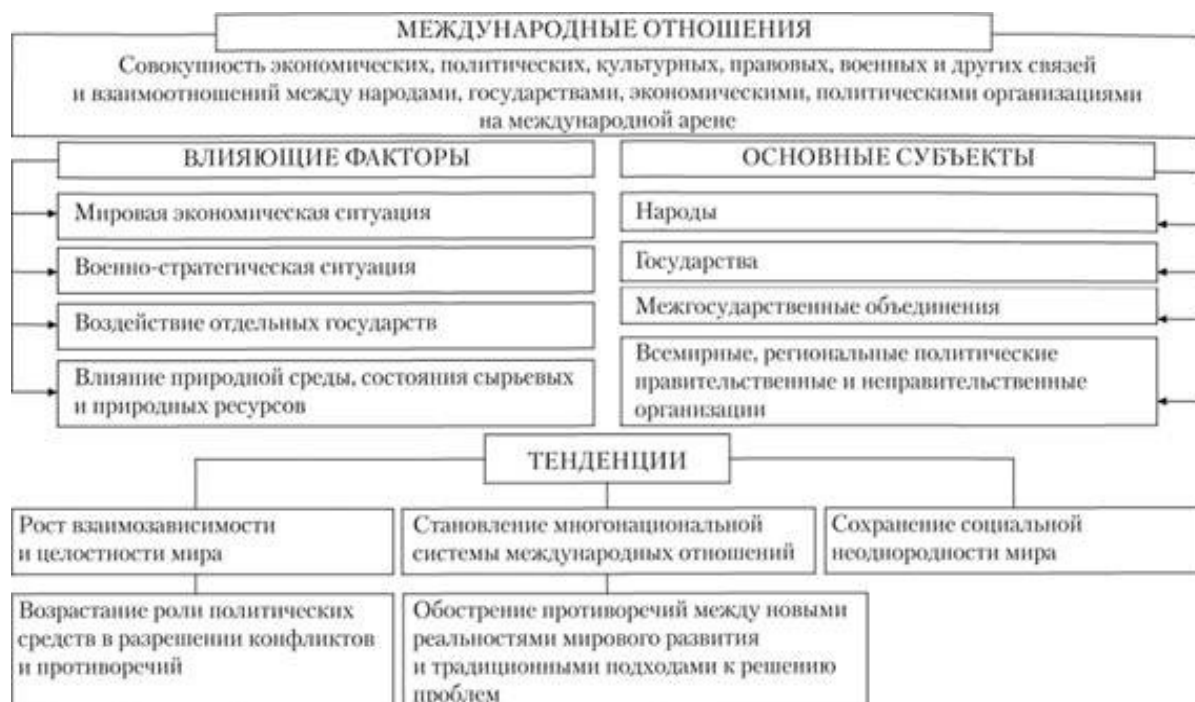 МЕЖДУНАРОДНЫЕ ОТНОШЕНИЯ
Совокупность экономических, политических, культурных, правовых, военных и других связей
и взаимоотношений между народами, государствами, экономическими, политическими организациями
на международной арене
ВЛИЯЮЩИЕ ФАКТОРЫ
Мировая экономическая ситуация
Военно-стратегическая ситуация
Воздействие отдельных государств
Влияние природной среды, состояния сырьевых
и природных ресурсов
ОСНОВНЫЕ СУБЪЕКТЫ
Народы
Государства
Межгосударственные объединения
Всемирные, региональные политические
правительственные и неправительственные
организации
ТЕНДЕНЦИИ
Рост взаимозависимости
и целостности мира
Становление многонациональной
системы международных отношений
Сохранение социальной
неоднородности мира
Возрастание роли политических
средств в разрешении конфликтов
и противоречий
Обострение противоречий между новыми
реальностями мирового развития
и традиционными подходами к решению
проблем